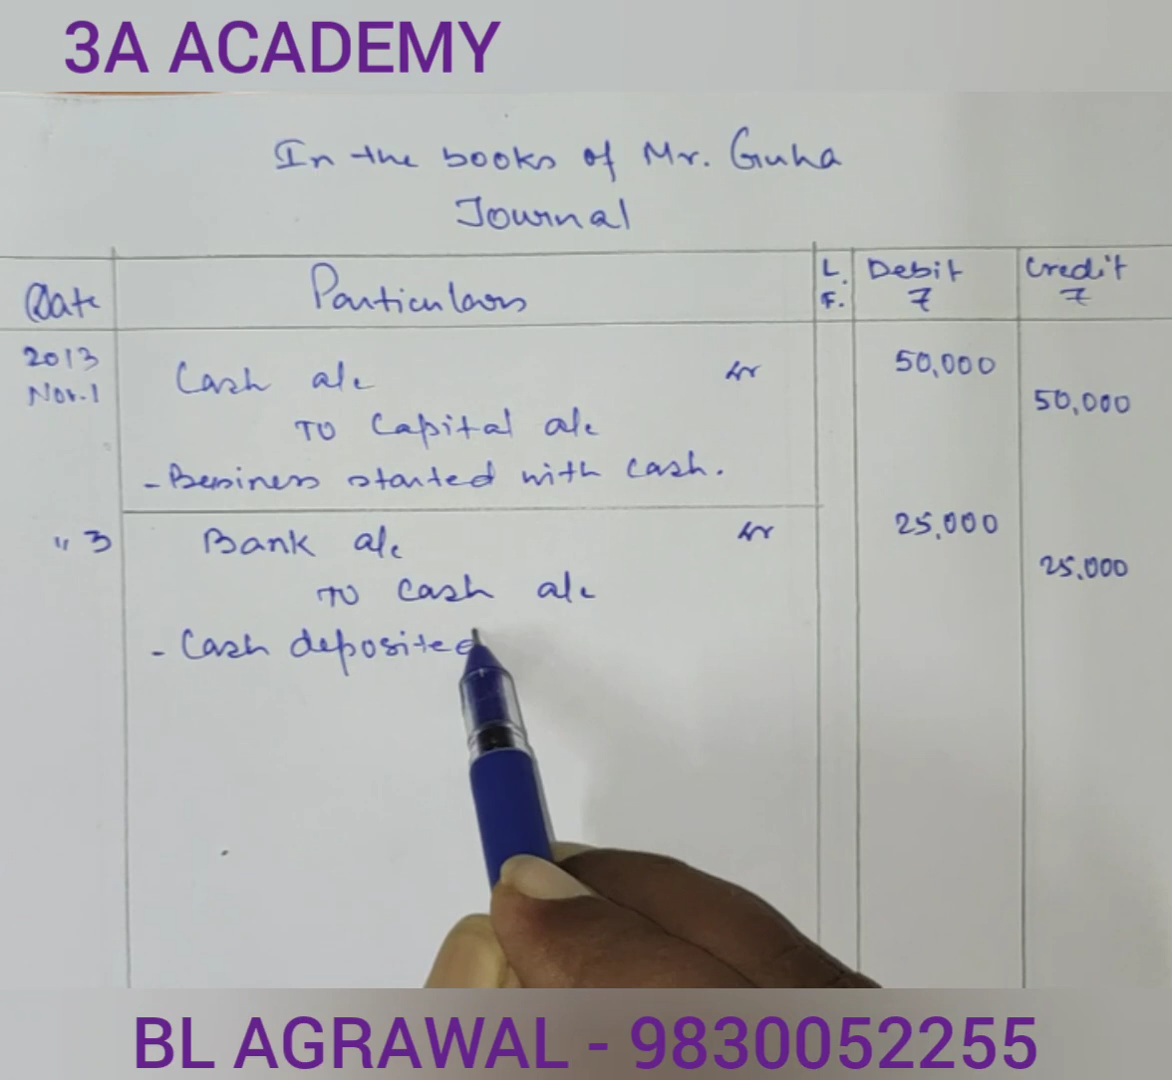 3A ACADEMY
In the books of Mr. Guha
Journal
Date Particulars L. F. Debit ₹ Credit ₹
2013
Nov. 1 Cash a/c Dr 50,000
To Capital a/c 50,000
- Business started with cash.
" 3 Bank a/c Dr 25,000
To Cash a/c 25,000
- Cash deposited
BL AGRAWAL - 9830052255